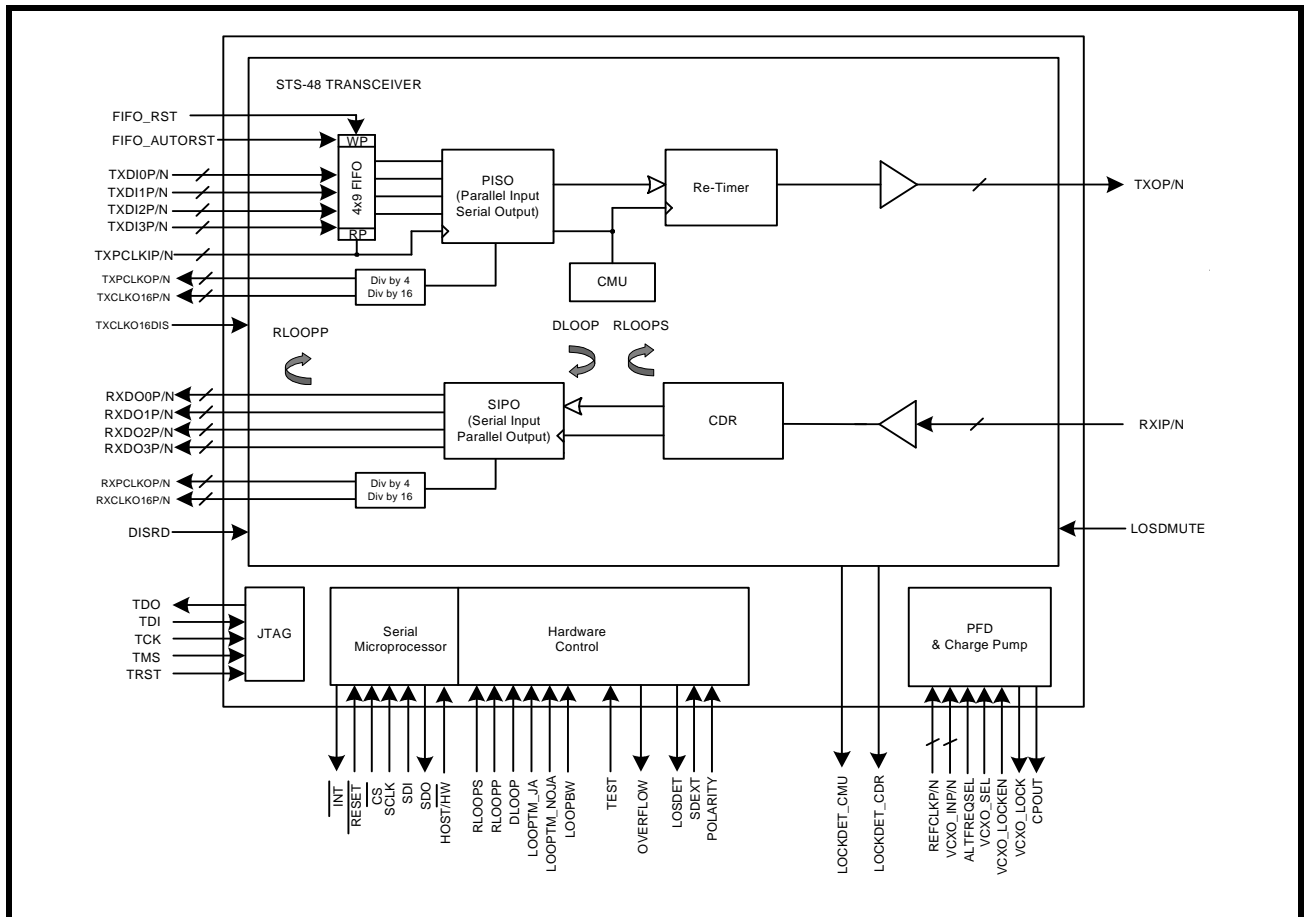 STS-48 TRANSCEIVER
FIFO_RST
FIFO_AUTORST
WP
4x9 FIFO
RP
TXDI0P/N
TXDI1P/N
TXDI2P/N
TXDI3P/N
TXPCLKIP/N
TXPCLKOP/N
TXCLKO16P/N
TXCLKO16DIS
PISO
(Parallel Input
Serial Output)
Re-Timer
TXOP/N
CMU
Div by 4
Div by 16
RLOOPP
DLOOP
RLOOPS
RXDO0P/N
RXDO1P/N
RXDO2P/N
RXDO3P/N
SIPO
(Serial Input
Parallel Output)
CDR
RXIP/N
RXPCLKOP/N
RXCLKO16P/N
Div by 4
Div by 16
DISRD
LOSDMUTE
TDO
TDI
TCK
TMS
TRST
JTAG
Serial
Microprocessor
Hardware
Control
PFD
& Charge Pump
INT
RESET
CS
SCLK
SDI
SDO
HOST/HW
RLOOPS
RLOOPP
DLOOP
LOOPTM_JA
LOOPTM_NOJA
LOOPBW
TEST
OVERFLOW
LOSDET
SDEXT
POLARITY
LOCKDET_CMU
LOCKDET_CDR
REFCLKP/N
VCXO_INP/N
ALTFREQSEL
VCXO_SEL
VCXO_LOCKEN
VCXO_LOCK
CPOUT